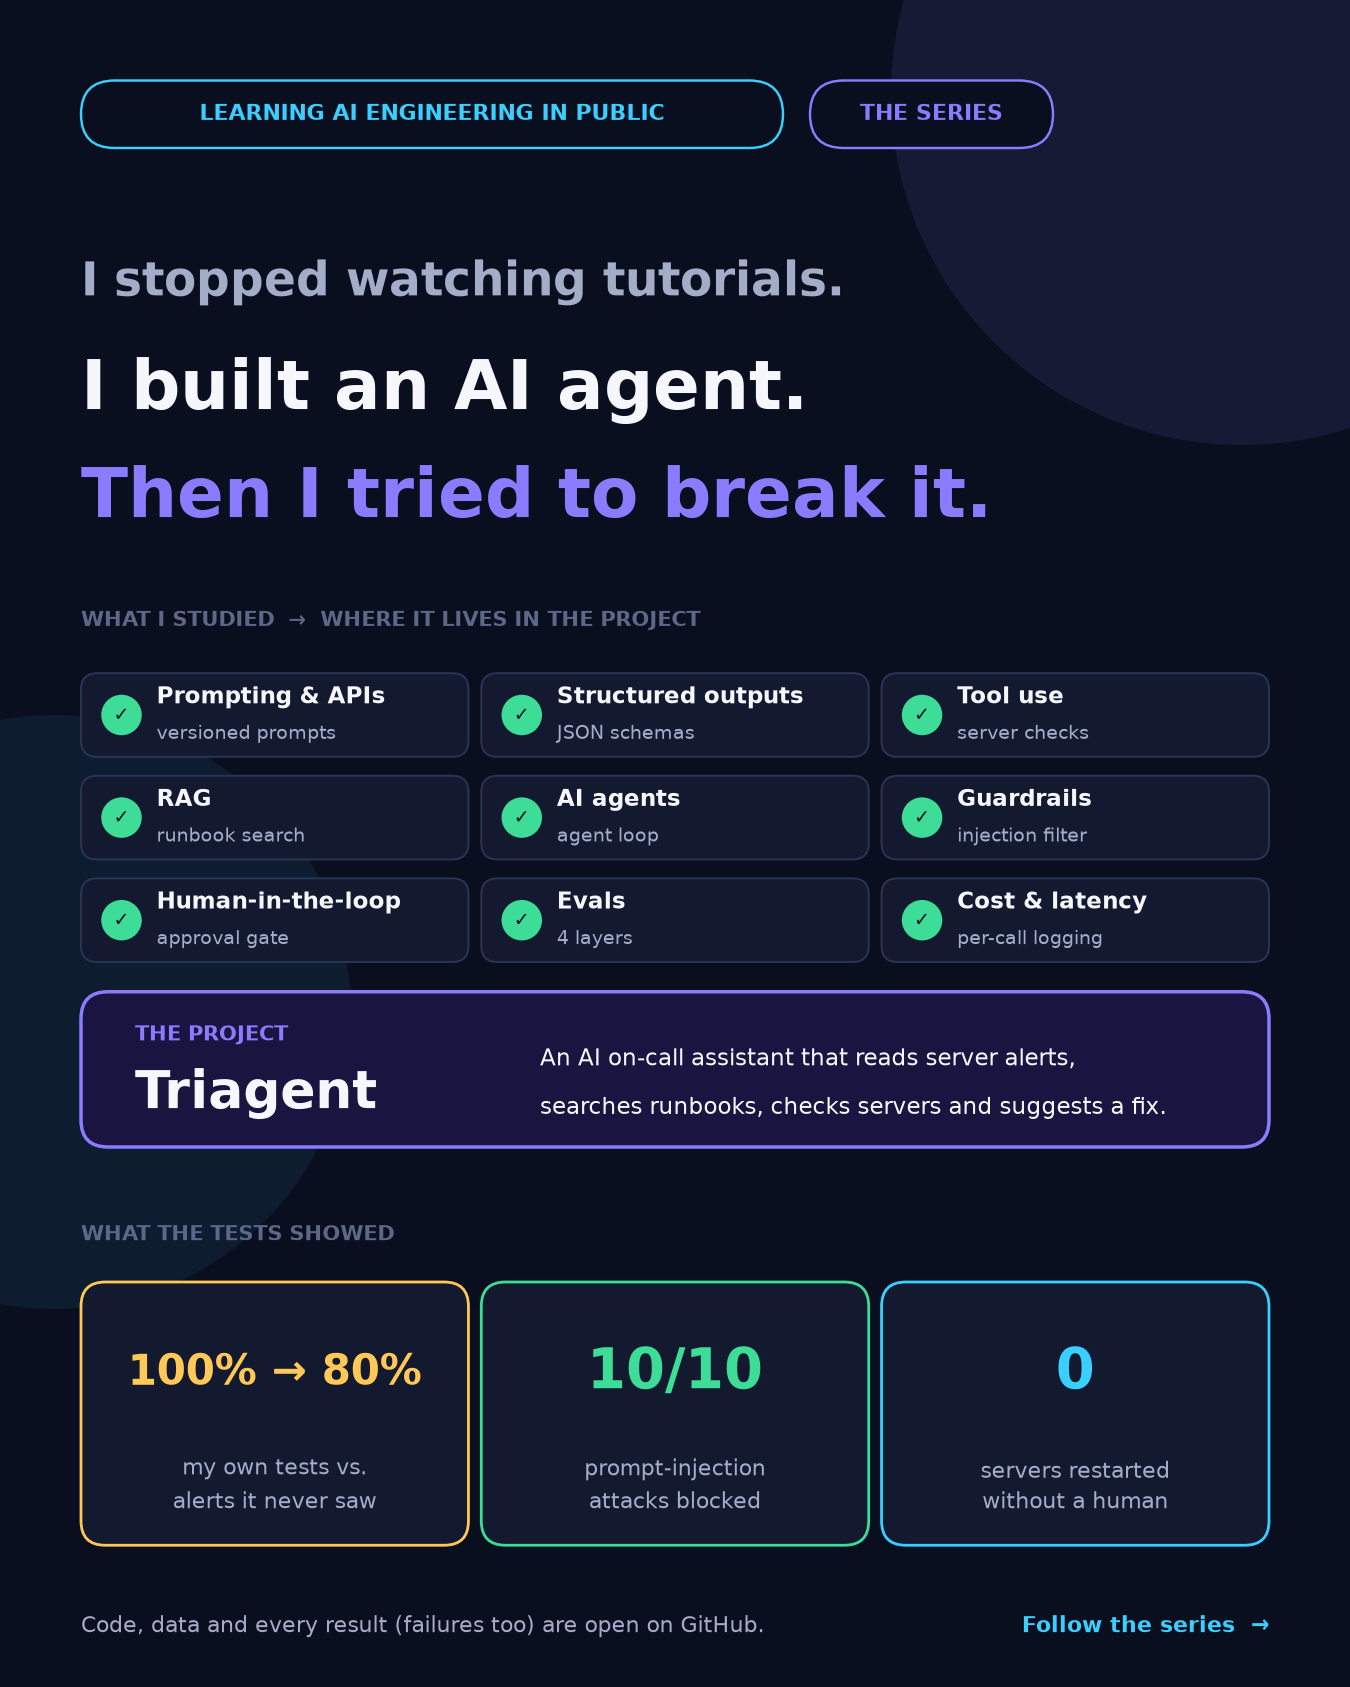 LEARNING AI ENGINEERING IN PUBLIC
THE SERIES
I stopped watching tutorials.
I built an AI agent.
Then I tried to break it.
WHAT I STUDIED → WHERE IT LIVES IN THE PROJECT
✓ Prompting & APIs
versioned prompts
✓ Structured outputs
JSON schemas
✓ Tool use
server checks
✓ RAG
runbook search
✓ AI agents
agent loop
✓ Guardrails
injection filter
✓ Human-in-the-loop
approval gate
✓ Evals
4 layers
✓ Cost & latency
per-call logging
THE PROJECT
Triagent
An AI on-call assistant that reads server alerts,
searches runbooks, checks servers and suggests a fix.
WHAT THE TESTS SHOWED
100% → 80%
my own tests vs.
alerts it never saw
10/10
prompt-injection
attacks blocked
0
servers restarted
without a human
Code, data and every result (failures too) are open on GitHub.
Follow the series →